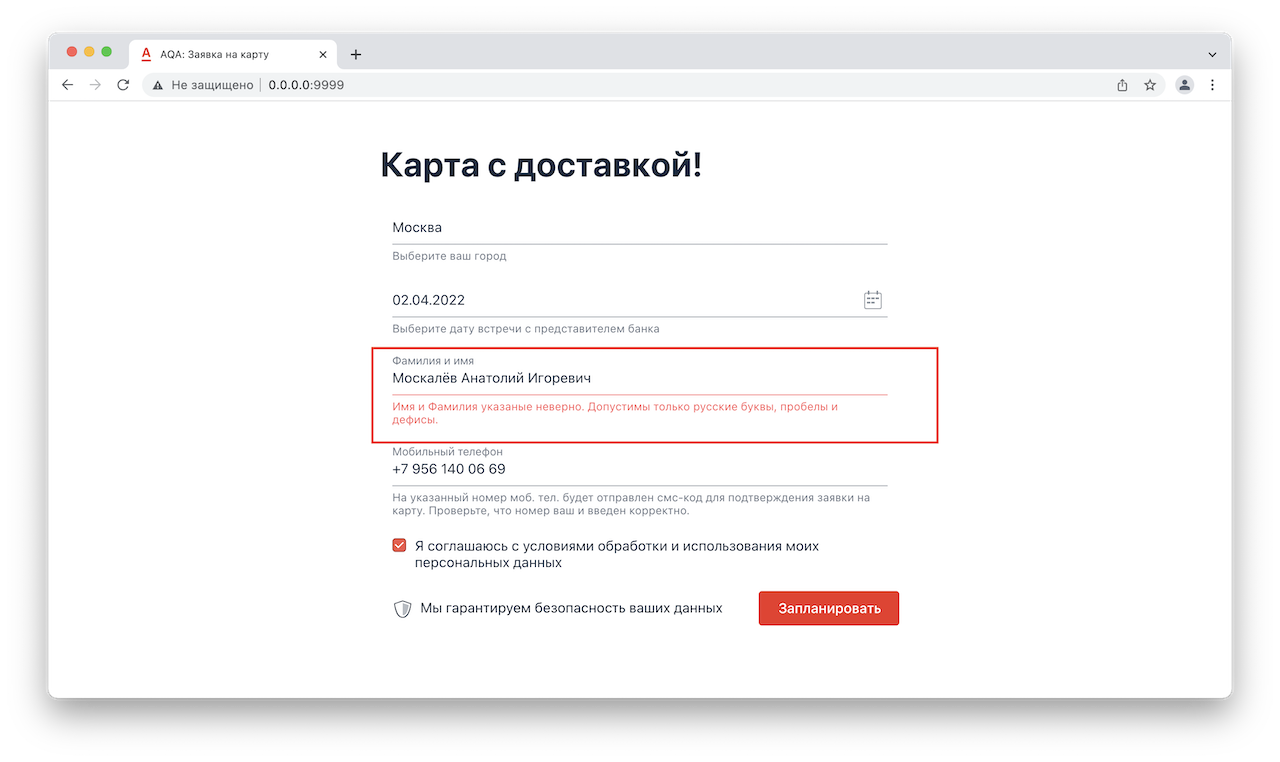 AQA: Заявка на карту
Не защищено
0.0.0.0:9999
Карта с доставкой!
Москва
Выберите ваш город
02.04.2022
Выберите дату встречи с представителем банка
Фамилия и имя
Москалёв Анатолий Игоревич
Имя и Фамилия указаные неверно. Допустимы только русские буквы, пробелы и
дефисы.
Мобильный телефон
+7 956 140 06 69
На указанный номер моб. тел. будет отправлен смс-код для подтверждения заявки на
карту. Проверьте, что номер ваш и введен корректно.
Я соглашаюсь с условиями обработки и использования моих
персональных данных
Мы гарантируем безопасность ваших данных
Запланировать